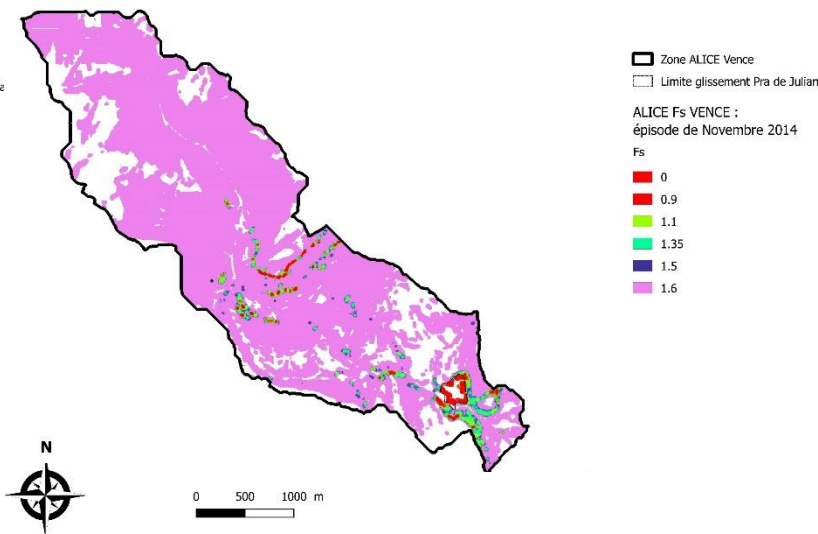 a
Zone ALICE Vence
Limite glissement Pra de Julian
ALICE Fs VENCE :
épisode de Novembre 2014
Fs
0
0.9
1.1
1.35
1.5
1.6
N
0 500 1000 m